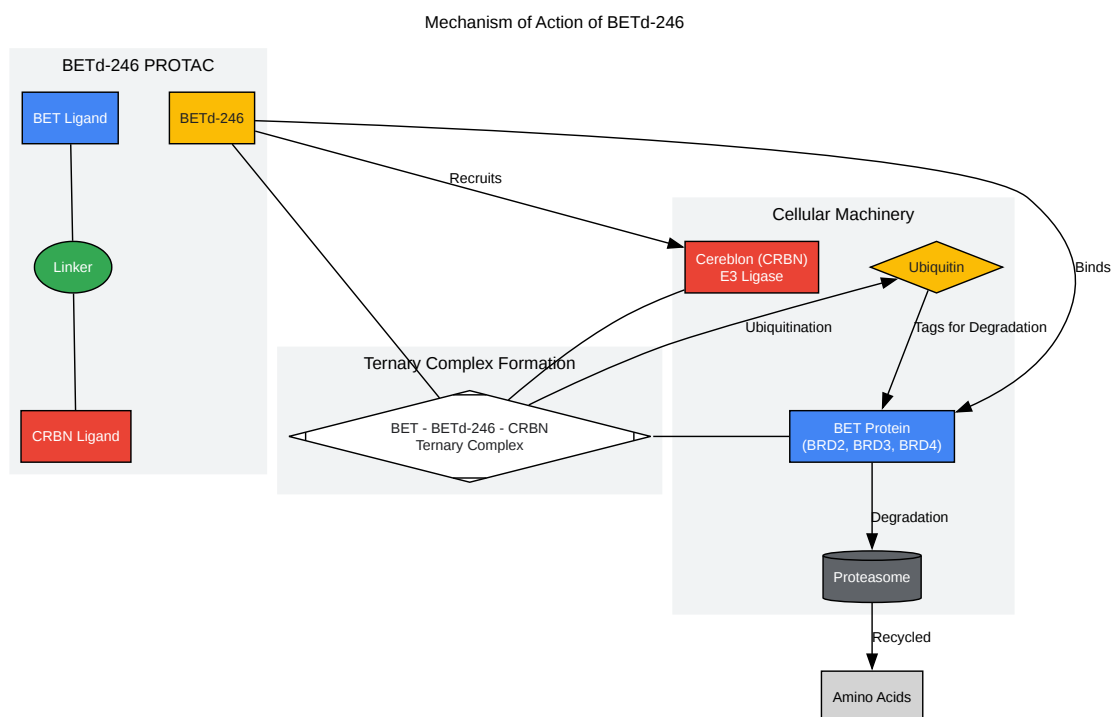 Mechanism of Action of BETd-246
BETd-246 PROTAC
BET Ligand
BETd-246
Linker
CRBN Ligand
Recruits
Binds
Cellular Machinery
Cereblon (CRBN)
E3 Ligase
Ubiquitin
Ubiquitination
Tags for Degradation
Ternary Complex Formation
BET - BETd-246 - CRBN
Ternary Complex
BET Protein
(BRD2, BRD3, BRD4)
Degradation
Proteasome
Recycled
Amino Acids